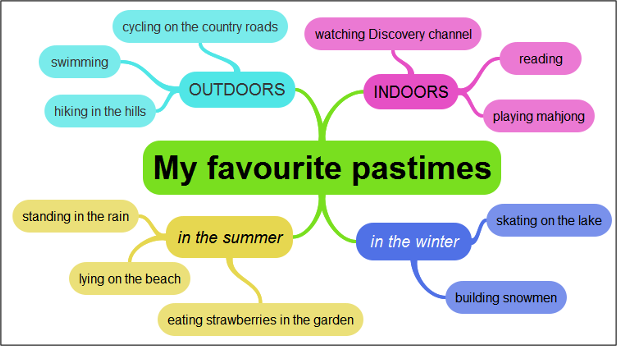 cycling on the country roads
watching Discovery channel
swimming
reading
OUTDOORS
INDOORS
hiking in the hills
playing mahjong
My favourite pastimes
standing in the rain
skating on the lake
in the summer
in the winter
lying on the beach
building snowmen
eating strawberries in the garden